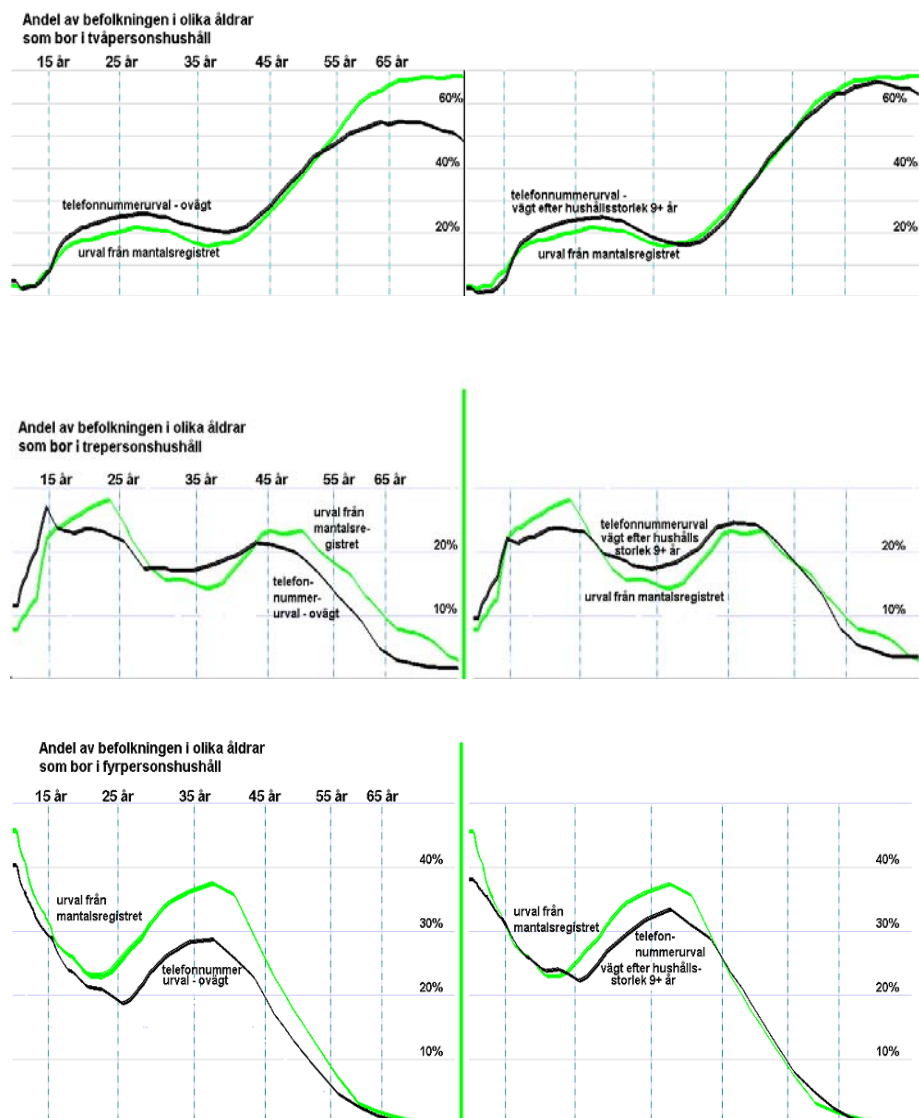 Andel av befolkningen i olika åldrar
som bor i tvåpersonshushåll
15 år 25 år 35 år 45 år 55 år 65 år
60%
40%
20%
telefonnummerurval - ovägt
urval från mantalsregistret
60%
40%
20%
telefonnummerurval -
vägt efter hushållsstorlek 9+ år
urval från mantalsregistret
Andel av befolkningen i olika åldrar
som bor i trepersonshushåll
15 år 25 år 35 år 45 år 55 år 65 år
urval från
mantalsre-
gistret
20%
telefon-
nummer-
urval - ovägt
10%
telefonnummerurval
vägt efter hushålls
storlek 9+ år
20%
urval från mantalsregistret
10%
Andel av befolkningen i olika åldrar
som bor i fyrpersonshushåll
15 år 25 år 35 år 45 år 55 år 65 år
40%
urval från
mantalsregistret
30%
telefonnummer
urval - ovägt
20%
10%
40%
urval från
mantalsregistret
30%
telefon-
nummerurval
vägt efter hushålls-
storlek 9+ år
20%
10%